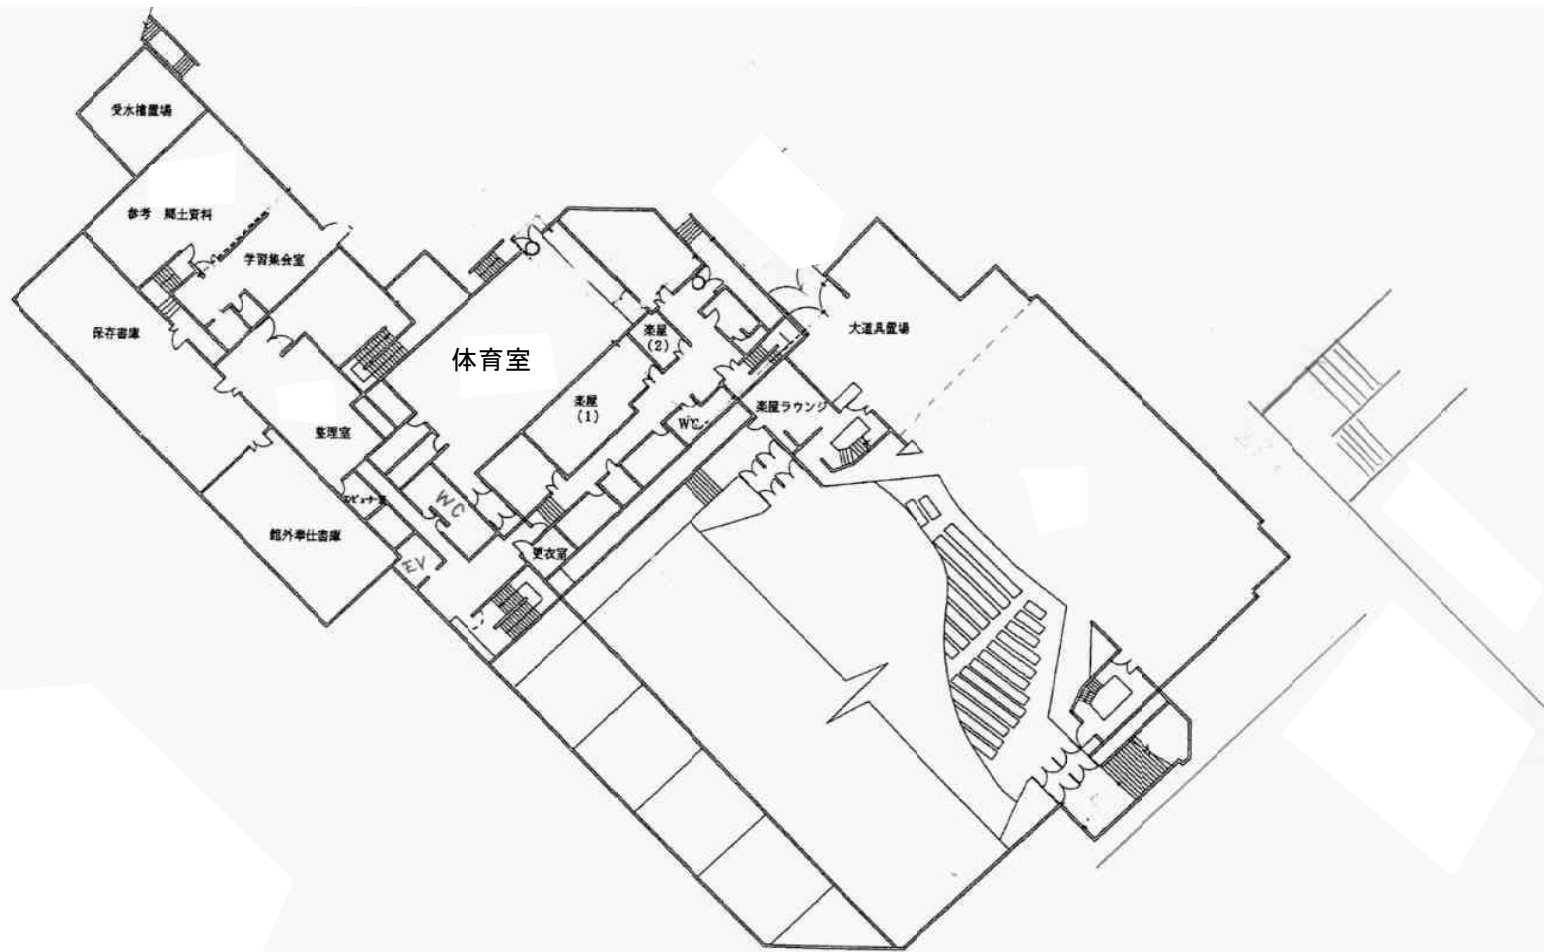 受水槽置場
参考 郷土資料
学習集会室
保存書庫
体育室
楽屋
(2)
大道具置場
楽屋
(1)
楽屋ラウンジ
WC
整理室
WC
館外奉仕書庫
更衣室
EV